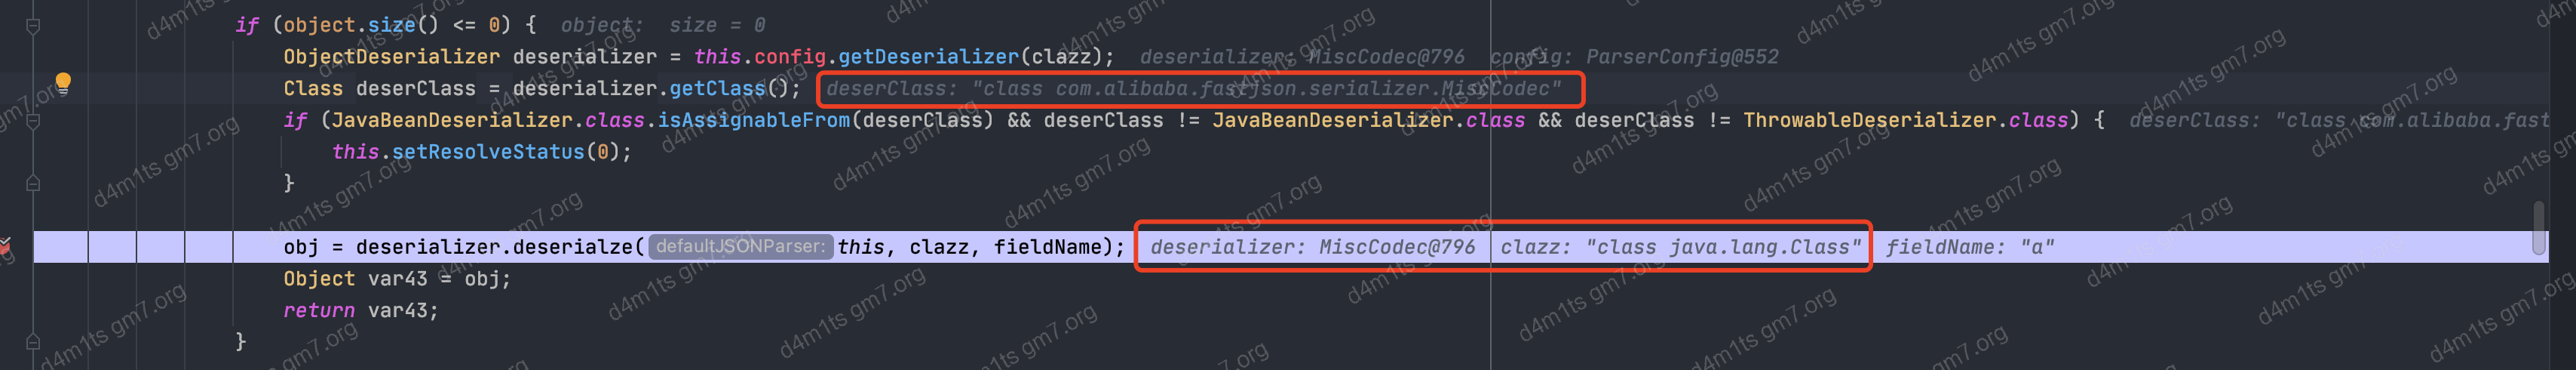 if (object.size() <= 0) {  object:  size = 0
ObjectDeserializer deserializer = this.config.getDeserializer(clazz);  deserializer: MiscCodec@796  config: ParserConfig@552
Class deserClass = deserializer.getClass();  deserClass: "class com.alibaba.fastjson.serializer.MiscCodec"
if (JavaBeanDeserializer.class.isAssignableFrom(deserClass) && deserClass != JavaBeanDeserializer.class && deserClass != ThrowableDeserializer.class) {  deserClass: "class com.alibaba.fast
this.setResolveStatus(0);
}
obj = deserializer.deserialze( defaultJSONParser: this, clazz, fieldName);  deserializer: MiscCodec@796  clazz: "class java.lang.Class"  fieldName: "a"
Object var43 = obj;
return var43;
}
d4m1ts gm7.org